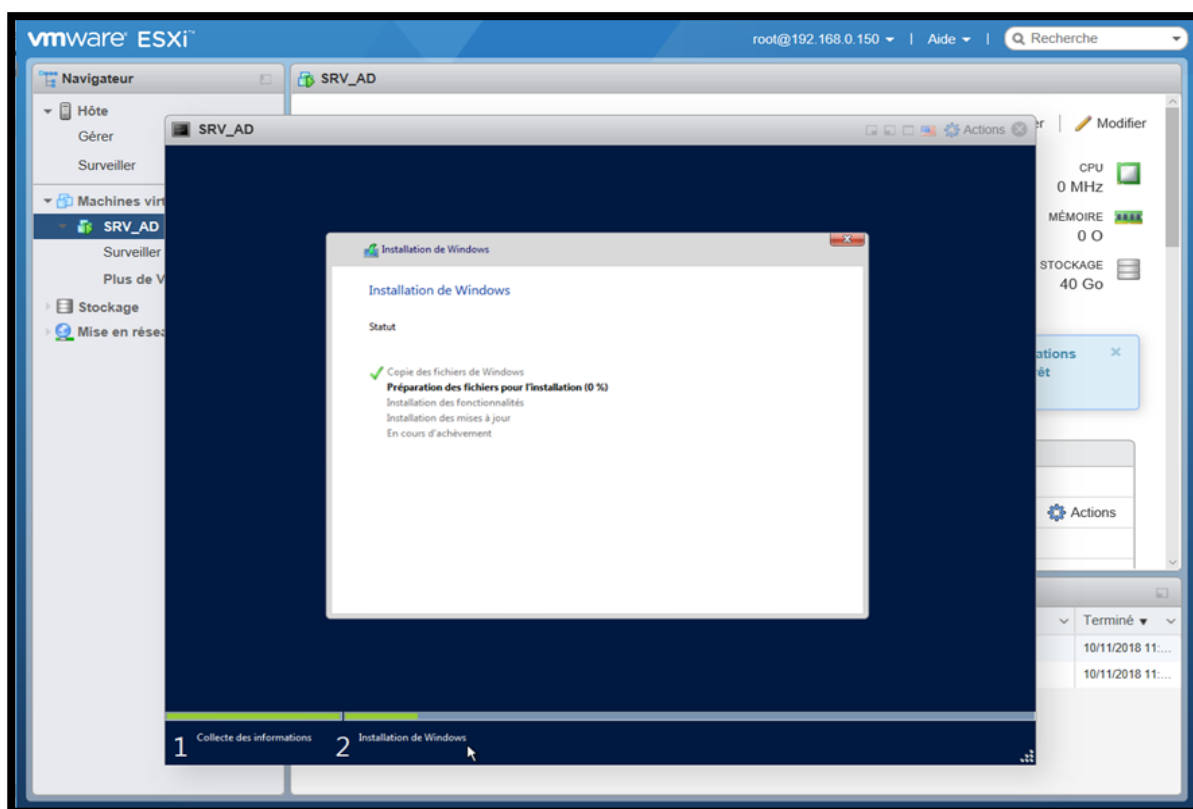 vmware ESXi™
root@192.168.0.150 | Aide | Recherche
Navigateur
SRV_AD
Hôte
Gérer
Surveiller
Machines virt
SRV_AD
Surveiller
Plus de V
Stockage
Mise en résea
Modifier
CPU
0 MHz
MÉMOIRE
0 O
STOCKAGE
40 Go
ations
êt
Actions
Terminé
10/11/2018 11:...
10/11/2018 11:...
SRV_AD
Actions
Installation de Windows
Installation de Windows
Statut
Copie des fichiers de Windows
Préparation des fichiers pour l'installation (0 %)
Installation des fonctionnalités
Installation des mises à jour
En cours d'achèvement
1 Collecte des informations 2 Installation de Windows